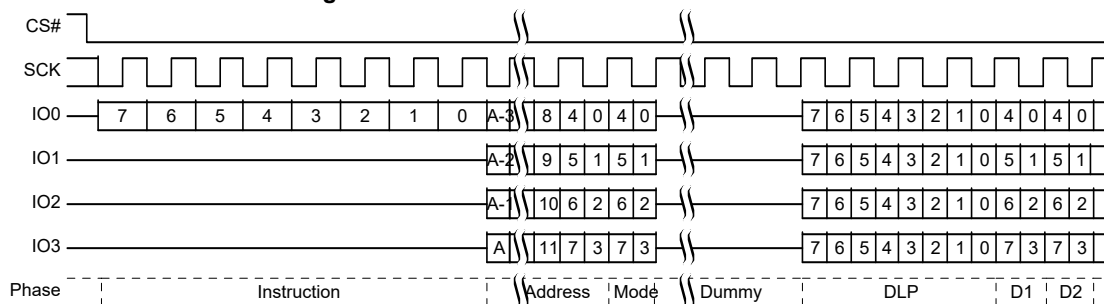 CS#
SCK
IO0 7 6 5 4 3 2 1 0 A-3 8 4 0 4 0 7 6 5 4 3 2 1 0 4 0 4 0
IO1 A-2 9 5 1 5 1 7 6 5 4 3 2 1 0 5 1 5 1
IO2 A-1 10 6 2 6 2 7 6 5 4 3 2 1 0 6 2 6 2
IO3 A 11 7 3 7 3 7 6 5 4 3 2 1 0 7 3 7 3
Phase Instruction Address Mode Dummy DLP D1 D2